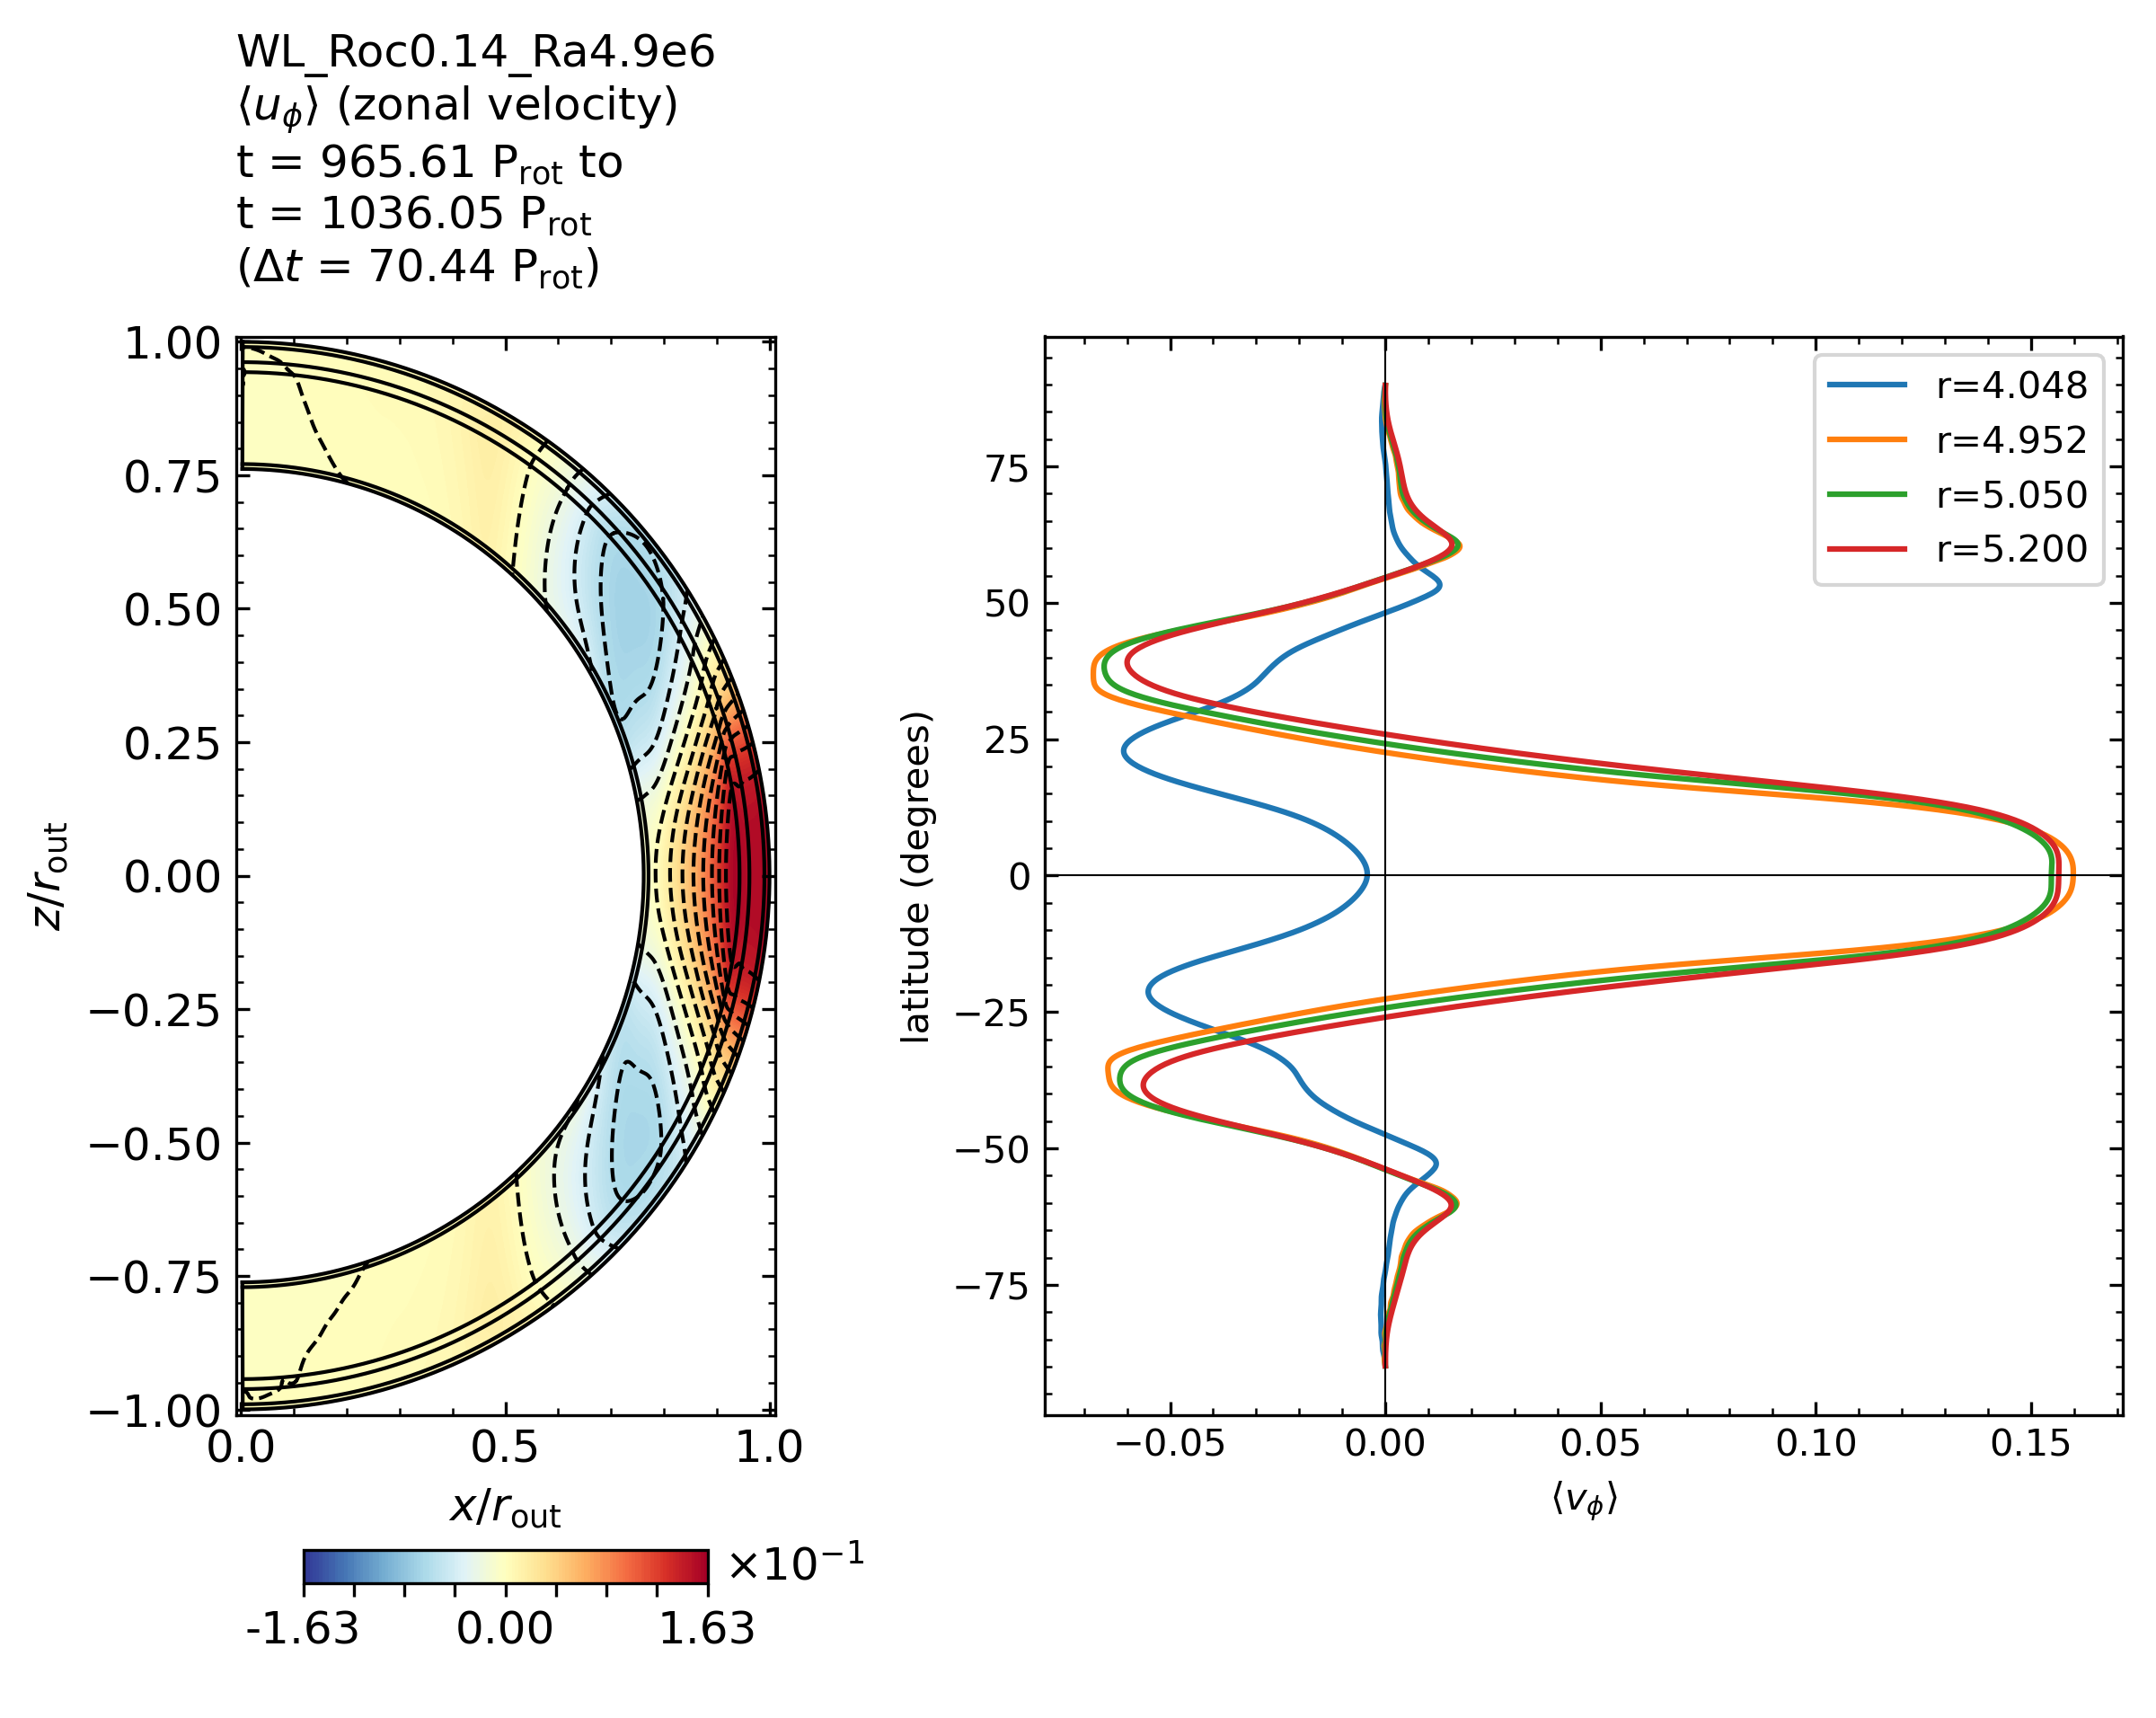 WL_Roc0.14_Ra4.9e6
⟨u_ϕ⟩ (zonal velocity)
t = 965.61 P_rot to
t = 1036.05 P_rot
(Δt = 70.44 P_rot)
1.00
0.75
0.50
0.25
0.00
−0.25
−0.50
−0.75
−1.00
z/r_out
0.0 0.5 1.0
x/r_out
×10⁻¹
-1.63 0.00 1.63
r=4.048
r=4.952
r=5.050
r=5.200
75
50
25
0
−25
−50
−75
latitude (degrees)
−0.05 0.00 0.05 0.10 0.15
⟨v_ϕ⟩